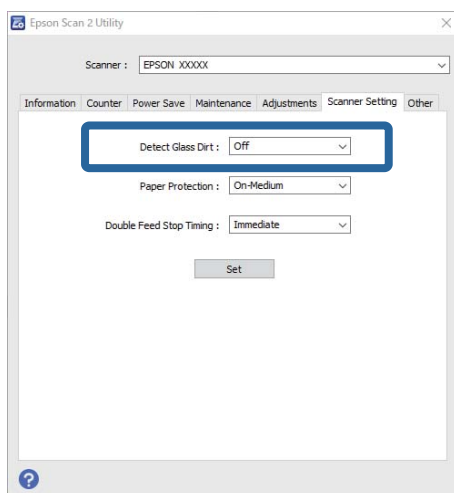 Epson Scan 2 Utility
Scanner : EPSON XXXXX
Information Counter Power Save Maintenance Adjustments Scanner Setting Other
Detect Glass Dirt : Off
Paper Protection : On-Medium
Double Feed Stop Timing : Immediate
Set
?